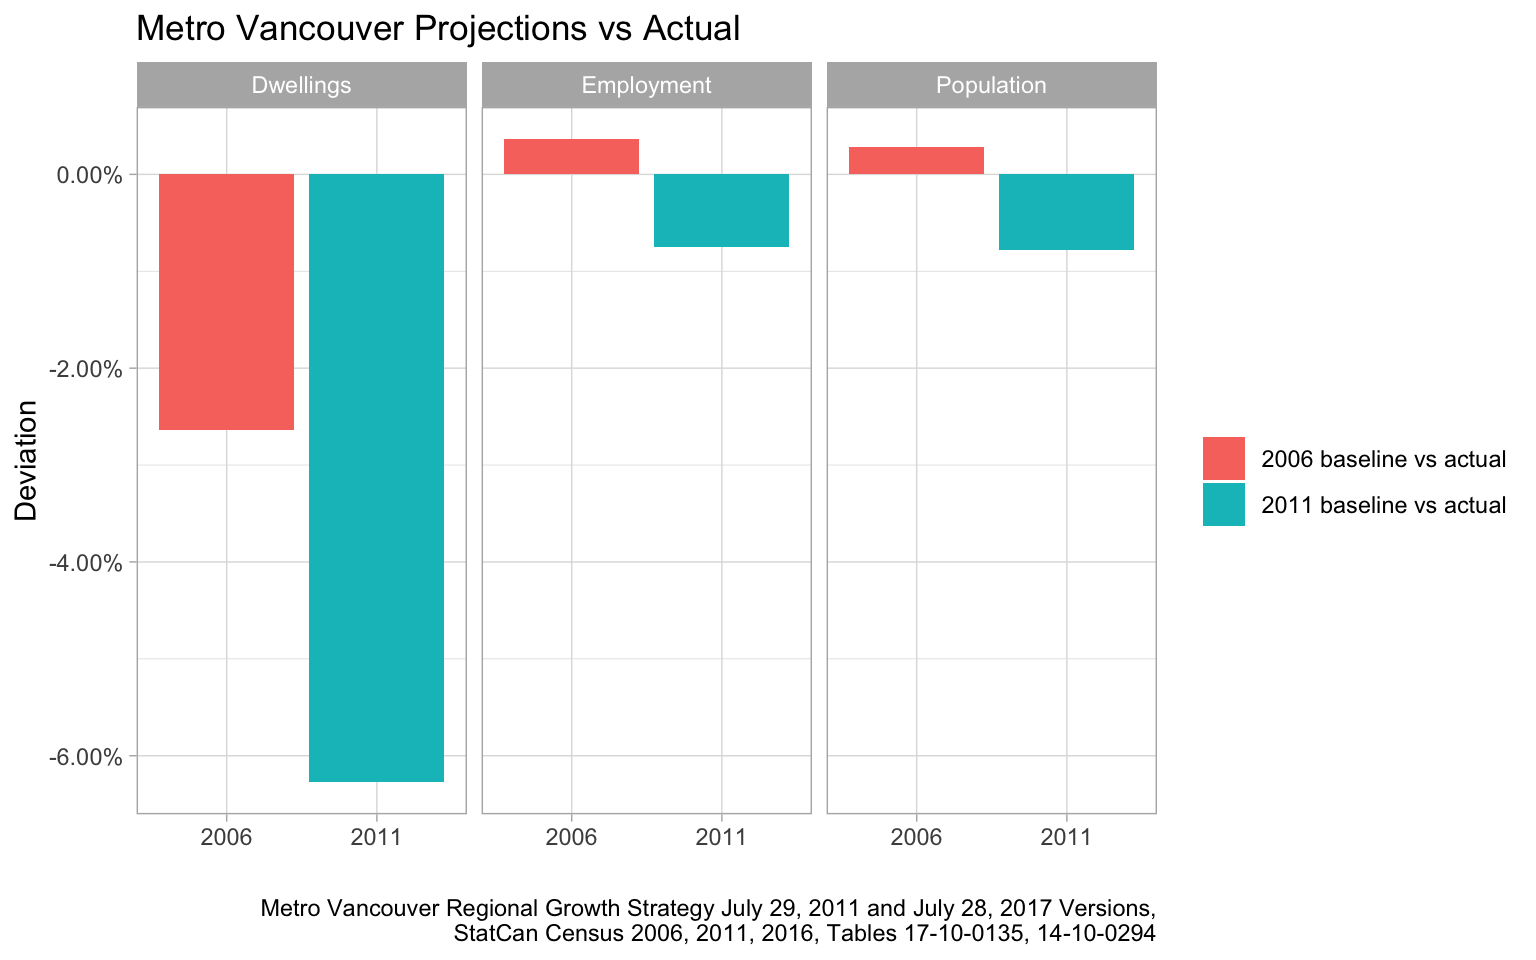 Metro Vancouver Projections vs Actual
Dwellings
Employment
Population
Deviation
0.00%
-2.00%
-4.00%
-6.00%
2006
2011
2006
2011
2006
2011
2006 baseline vs actual
2011 baseline vs actual
Metro Vancouver Regional Growth Strategy July 29, 2011 and July 28, 2017 Versions,
StatCan Census 2006, 2011, 2016, Tables 17-10-0135, 14-10-0294